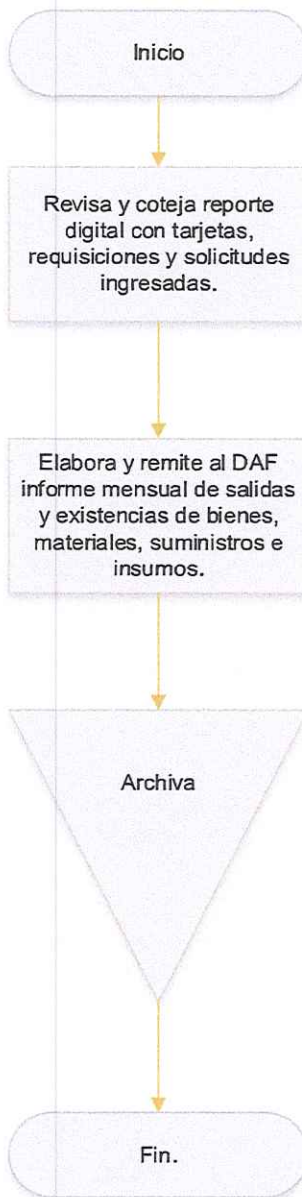 Inicio
Revisa y coteja reporte
digital con tarjetas,
requisiciones y solicitudes
ingresadas.
Elabora y remite al DAF
informe mensual de salidas
y existencias de bienes,
materiales, suministros e
insumos.
Archiva
Fin.